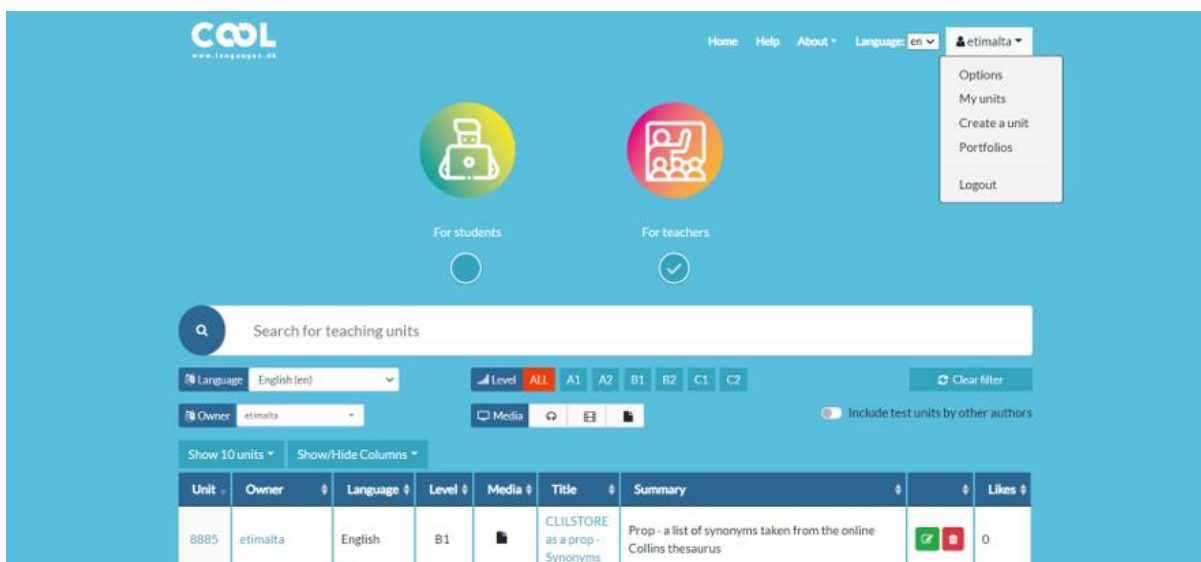 COOL
www.languages.dk
Home Help About Language: en etimalta
Options
My units
Create a unit
Portfolios
Logout
For students
For teachers
Search for teaching units
Language English (en)
Level ALL A1 A2 B1 B2 C1 C2
Clear filter
Owner etimalta
Media
Include test units by other authors
Show 10 units Show/Hide Columns
Unit Owner Language Level Media Title Summary Likes
8885 etimalta English B1
CLILSTORE
as a prop -
Synonyms
Prop - a list of synonyms taken from the online
Collins thesaurus
0